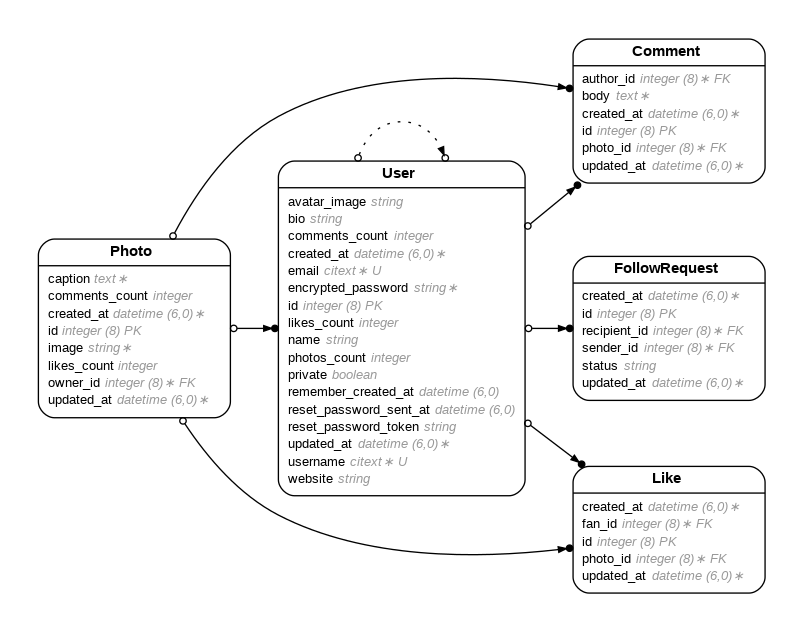 Comment
author_id integer (8)∗ FK
body text∗
created_at datetime (6,0)∗
id integer (8) PK
photo_id integer (8)∗ FK
updated_at datetime (6,0)∗
User
avatar_image string
bio string
comments_count integer
created_at datetime (6,0)∗
email citext∗ U
encrypted_password string∗
id integer (8) PK
likes_count integer
name string
photos_count integer
private boolean
remember_created_at datetime (6,0)
reset_password_sent_at datetime (6,0)
reset_password_token string
updated_at datetime (6,0)∗
username citext∗ U
website string
Photo
caption text∗
comments_count integer
created_at datetime (6,0)∗
id integer (8) PK
image string∗
likes_count integer
owner_id integer (8)∗ FK
updated_at datetime (6,0)∗
FollowRequest
created_at datetime (6,0)∗
id integer (8) PK
recipient_id integer (8)∗ FK
sender_id integer (8)∗ FK
status string
updated_at datetime (6,0)∗
Like
created_at datetime (6,0)∗
fan_id integer (8)∗ FK
id integer (8) PK
photo_id integer (8)∗ FK
updated_at datetime (6,0)∗